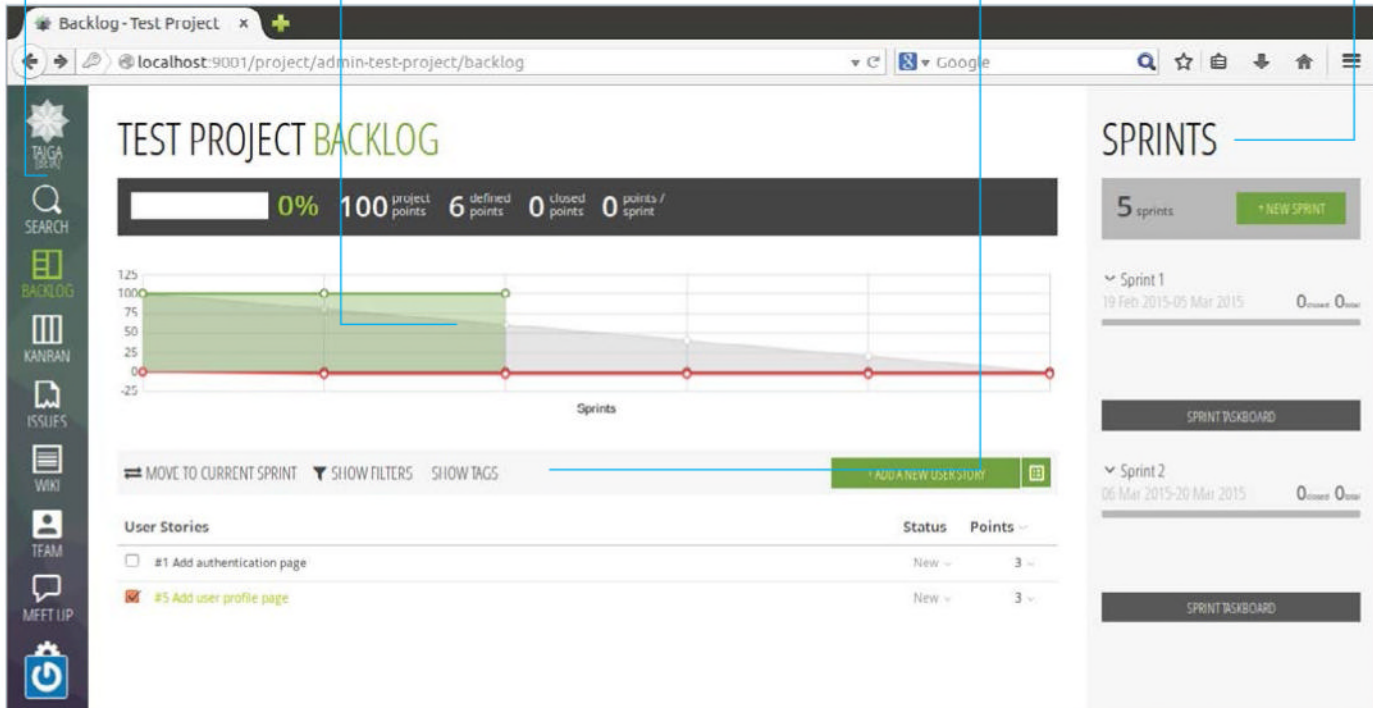 Backlog - Test Project x
localhost:9001/project/admin-test-project/backlog
Google
TAIGA
[BETA]
SEARCH
BACKLOG
KANRAN
ISSUES
WIKI
TEAM
MEET UP
TEST PROJECT BACKLOG
0% 100 project points 6 defined points 0 closed points 0 points / sprint
125
100
75
50
25
0
-25
Sprints
MOVE TO CURRENT SPRINT SHOW FILTERS SHOW TAGS + ADD A NEW USER STORY
User Stories Status Points
#1 Add authentication page New 3
#5 Add user profile page New 3
SPRINTS
5 sprints + NEW SPRINT
Sprint 1
19 Feb 2015-05 Mar 2015 0 closed 0 total
SPRINT TASKBOARD
Sprint 2
06 Mar 2015-20 Mar 2015 0 closed 0 total
SPRINT TASKBOARD